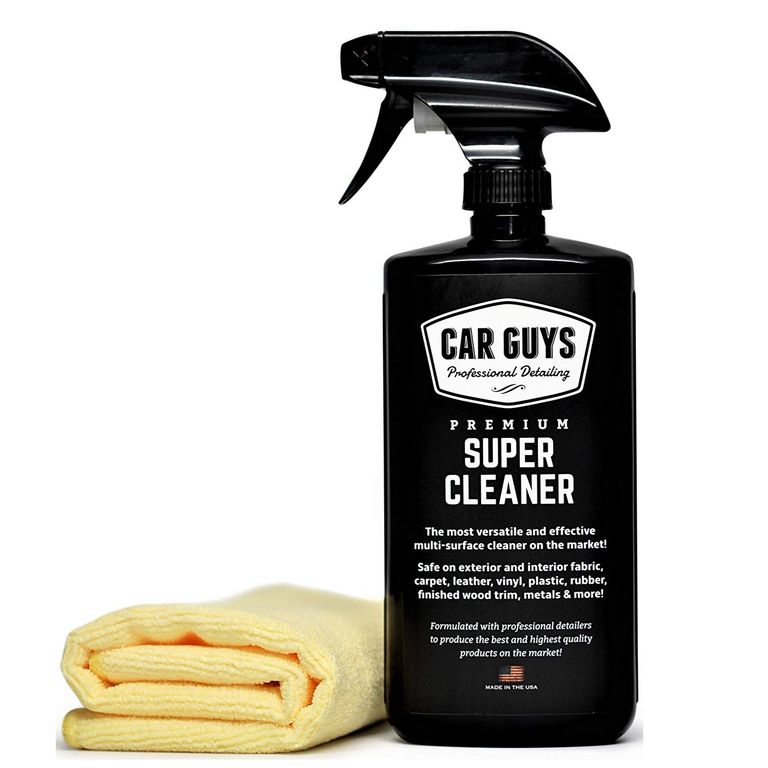 CAR GUYS
Professional Detailing
PREMIUM
SUPER
CLEANER
The most versatile and effective
multi-surface cleaner on the market!
Safe on exterior and interior fabric,
carpet, leather, vinyl, plastic, rubber,
finished wood trim, metals & more!
Formulated with professional detailers
to produce the best and highest quality
products on the market!
MADE IN THE USA